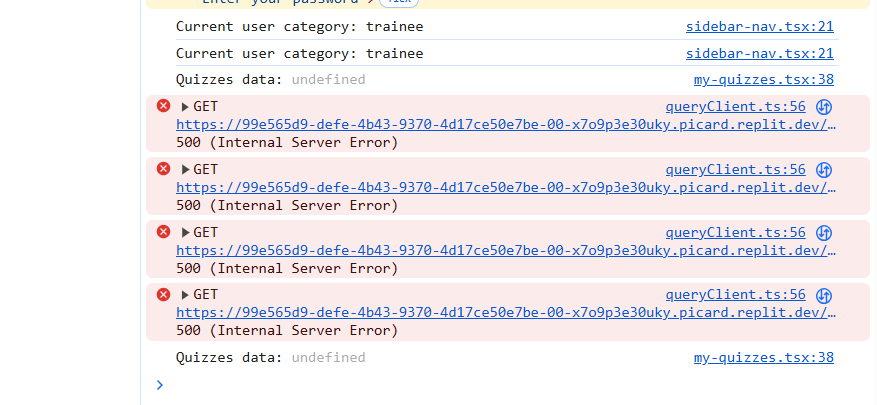 Enter your password
Current user category: trainee sidebar-nav.tsx:21
Current user category: trainee sidebar-nav.tsx:21
Quizzes data: undefined my-quizzes.tsx:38
▶GET queryClient.ts:56
https://99e565d9-defe-4b43-9370-4d17ce50e7be-00-x7o9p3e30uky.picard.replit.dev/…
500 (Internal Server Error)
▶GET queryClient.ts:56
https://99e565d9-defe-4b43-9370-4d17ce50e7be-00-x7o9p3e30uky.picard.replit.dev/…
500 (Internal Server Error)
▶GET queryClient.ts:56
https://99e565d9-defe-4b43-9370-4d17ce50e7be-00-x7o9p3e30uky.picard.replit.dev/…
500 (Internal Server Error)
▶GET queryClient.ts:56
https://99e565d9-defe-4b43-9370-4d17ce50e7be-00-x7o9p3e30uky.picard.replit.dev/…
500 (Internal Server Error)
Quizzes data: undefined my-quizzes.tsx:38